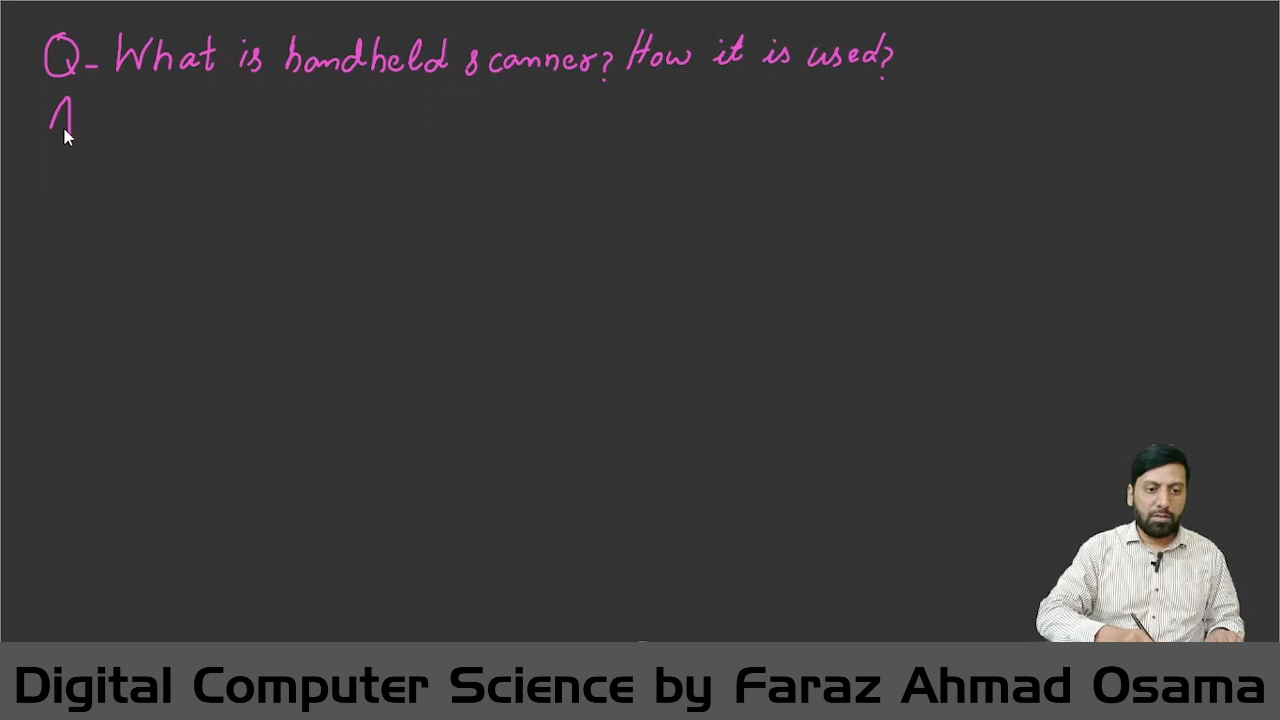 Q- What is handheld scanner? How it is used?
A
Digital Computer Science by Faraz Ahmad Osama